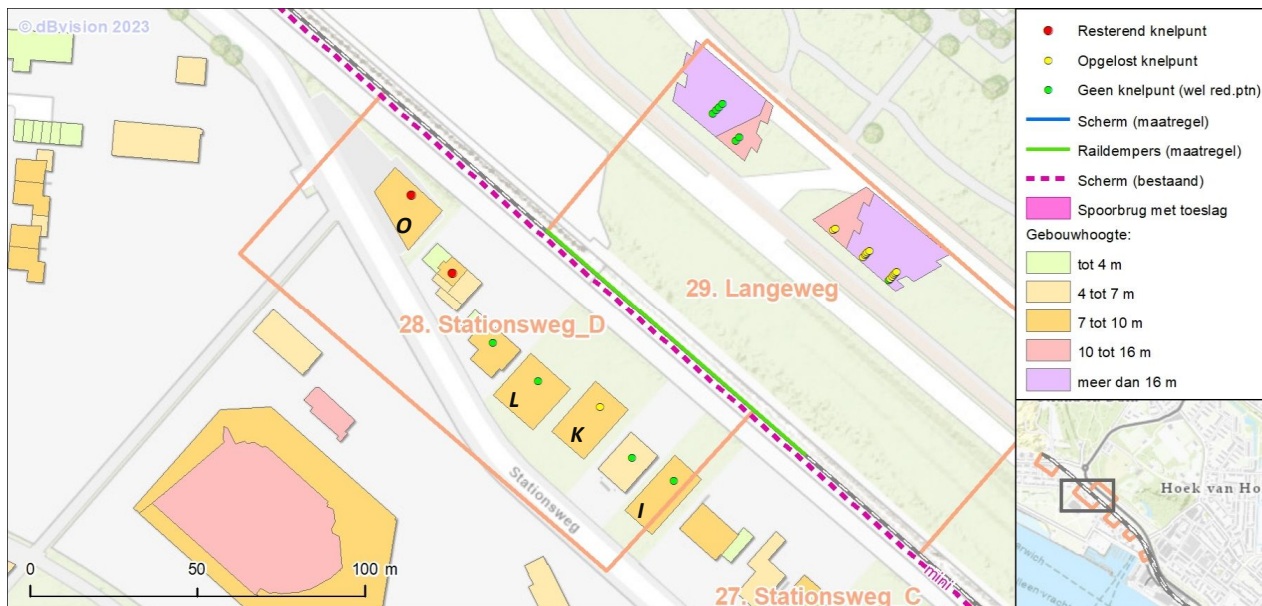 © dBvision 2023
O
28. Stationsweg_D
29. Langeweg
L
K
I
Stationsweg
mini
27. Stationsweg_C
0 50 100 m
Resterend knelpunt
Opgelost knelpunt
Geen knelpunt (wel red.ptn)
Scherm (maatregel)
Raildempers (maatregel)
Scherm (bestaand)
Spoorbrug met toeslag
Gebouwhoogte:
tot 4 m
4 tot 7 m
7 tot 10 m
10 tot 16 m
meer dan 16 m
Hoek van Ho